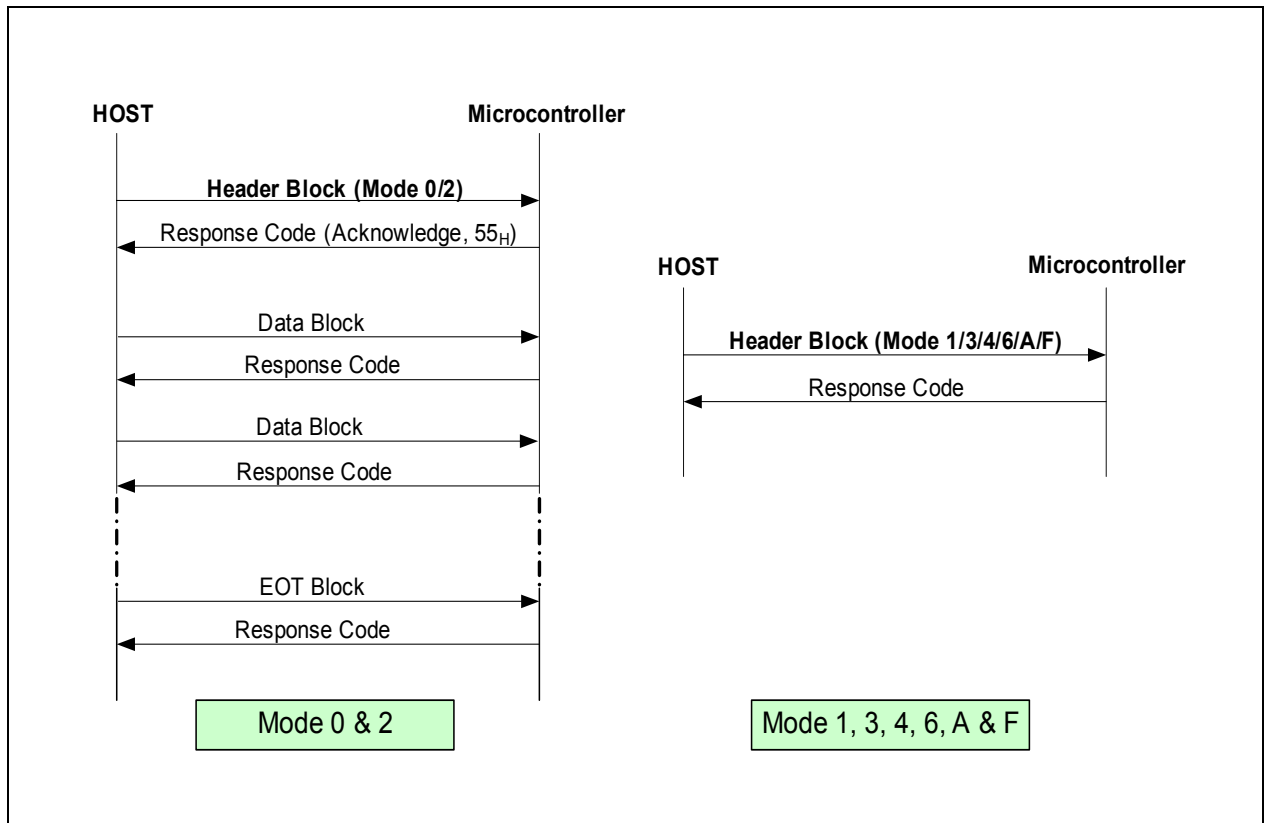 HOST
Microcontroller
Header Block (Mode 0/2)
Response Code (Acknowledge, 55H)
Data Block
Response Code
Data Block
Response Code
EOT Block
Response Code
Mode 0 & 2
HOST
Microcontroller
Header Block (Mode 1/3/4/6/A/F)
Response Code
Mode 1, 3, 4, 6, A & F